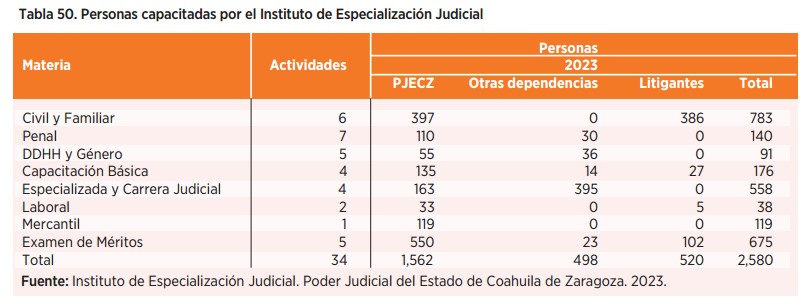 Tabla 50. Personas capacitadas por el Instituto de Especialización Judicial
Personas
Materia Actividades 2023
PJECZ Otras dependencias Litigantes Total
Civil y Familiar 6 397 0 386 783
Penal 7 110 30 0 140
DDHH y Género 5 55 36 0 91
Capacitación Básica 4 135 14 27 176
Especializada y Carrera Judicial 4 163 395 0 558
Laboral 2 33 0 5 38
Mercantil 1 119 0 0 119
Examen de Méritos 5 550 23 102 675
Total 34 1,562 498 520 2,580
Fuente: Instituto de Especialización Judicial. Poder Judicial del Estado de Coahuila de Zaragoza. 2023.